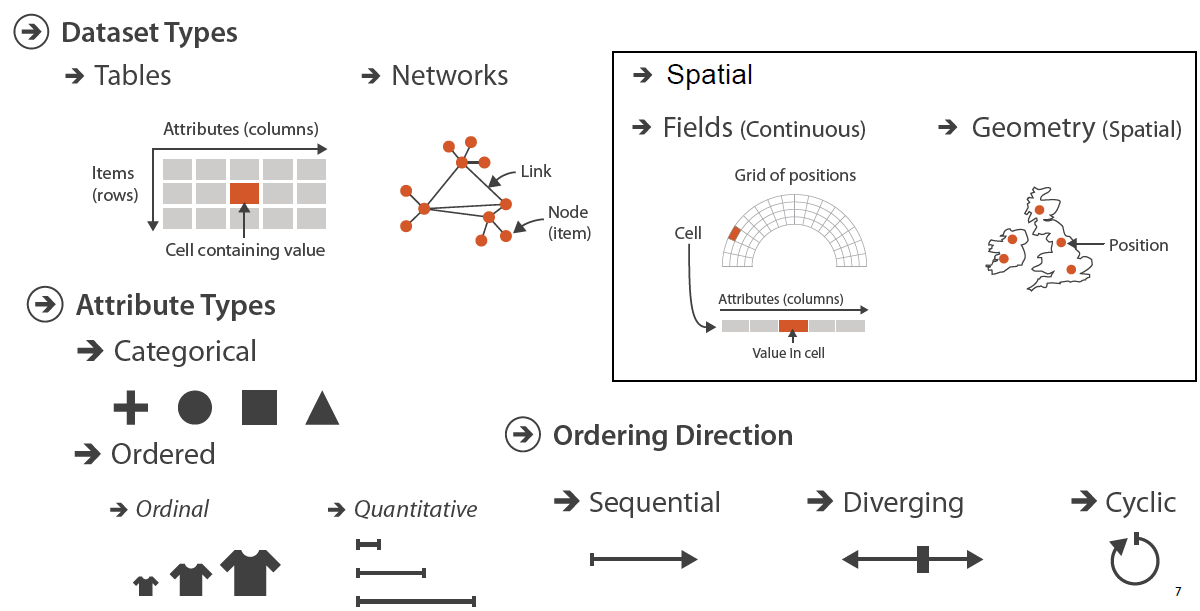 Dataset Types
Tables
Attributes (columns)
Items
(rows)
Cell containing value
Networks
Link
Node
(item)
Spatial
Fields (Continuous)
Grid of positions
Cell
Attributes (columns)
Value in cell
Geometry (Spatial)
Position
Attribute Types
Categorical
Ordered
Ordinal
Quantitative
Ordering Direction
Sequential
Diverging
Cyclic
7